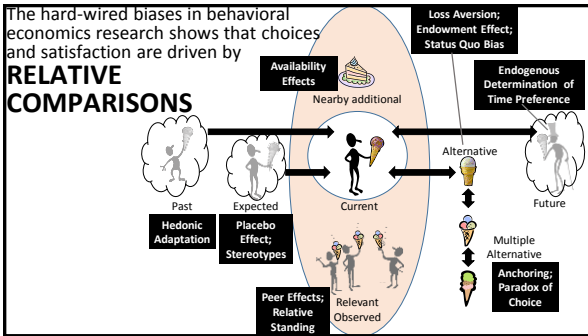 The hard-wired biases in behavioral
economics research shows that choices
and satisfaction are driven by
RELATIVE
COMPARISONS
Loss Aversion;
Endowment Effect;
Status Quo Bias
Availability
Effects
Nearby additional
Endogenous
Determination of
Time Preference
Alternative
Past
Expected
Current
Future
Hedonic
Adaptation
Placebo
Effect;
Stereotypes
Multiple
Alternative
Anchoring;
Paradox of
Choice
Peer Effects;
Relative
Standing
Relevant
Observed